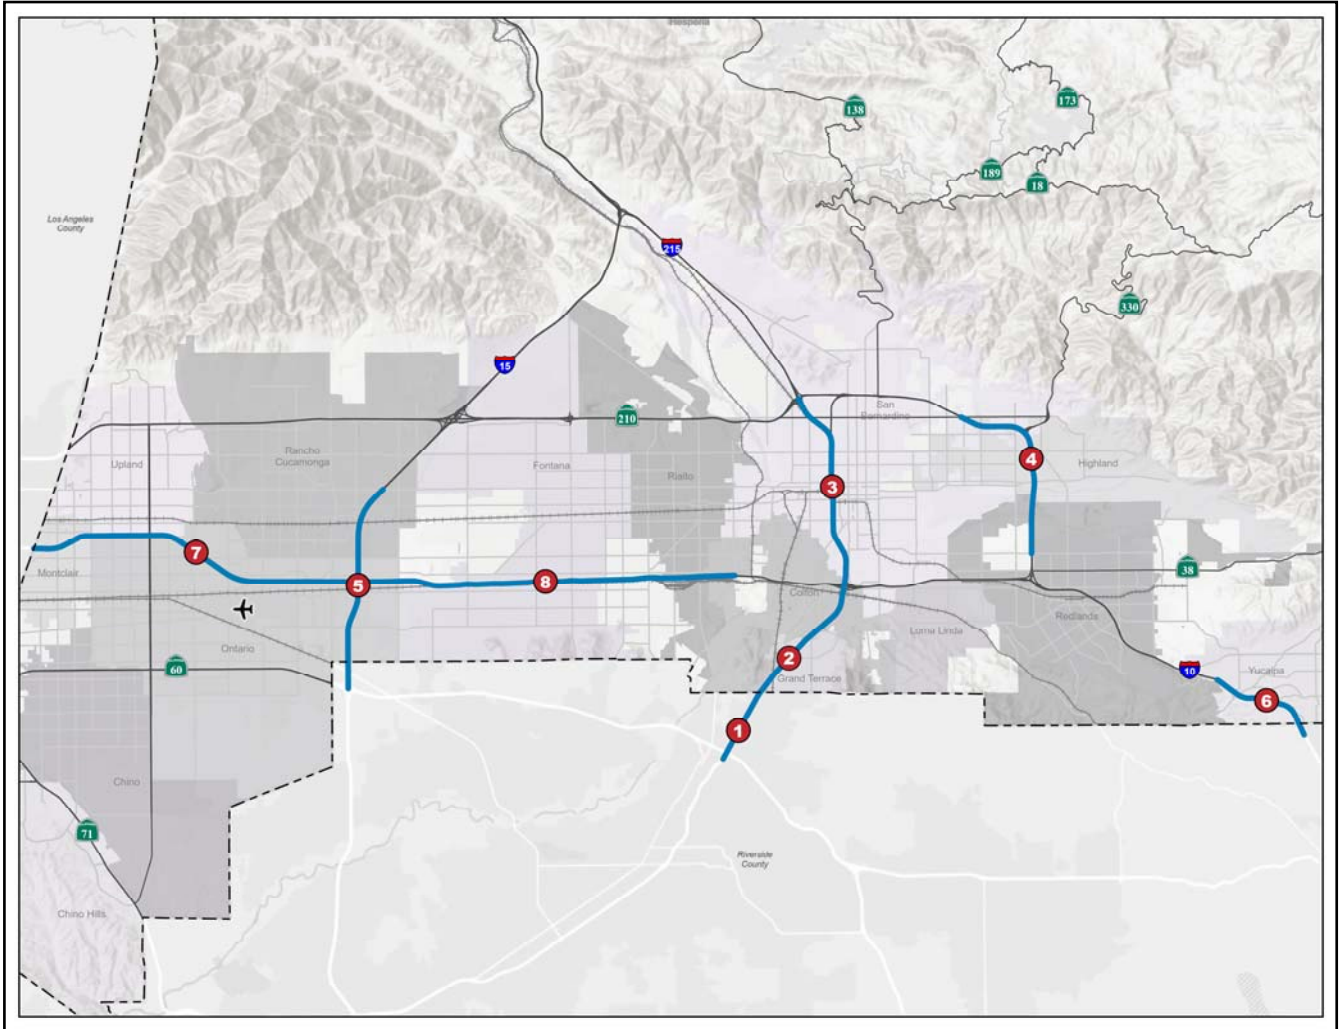 Hesperia
138
173
189
18
Los Angeles
County
215
330
15
210
San
Bernardino
Upland
Rancho
Cucamonga
Fontana
Rialto
4
Highland
3
7
Montclair
5
8
38
Colton
Redlands
Ontario
Loma Linda
60
2
Grand Terrace
10
Yucaipa
6
1
Chino
71
Riverside
County
Chino Hills